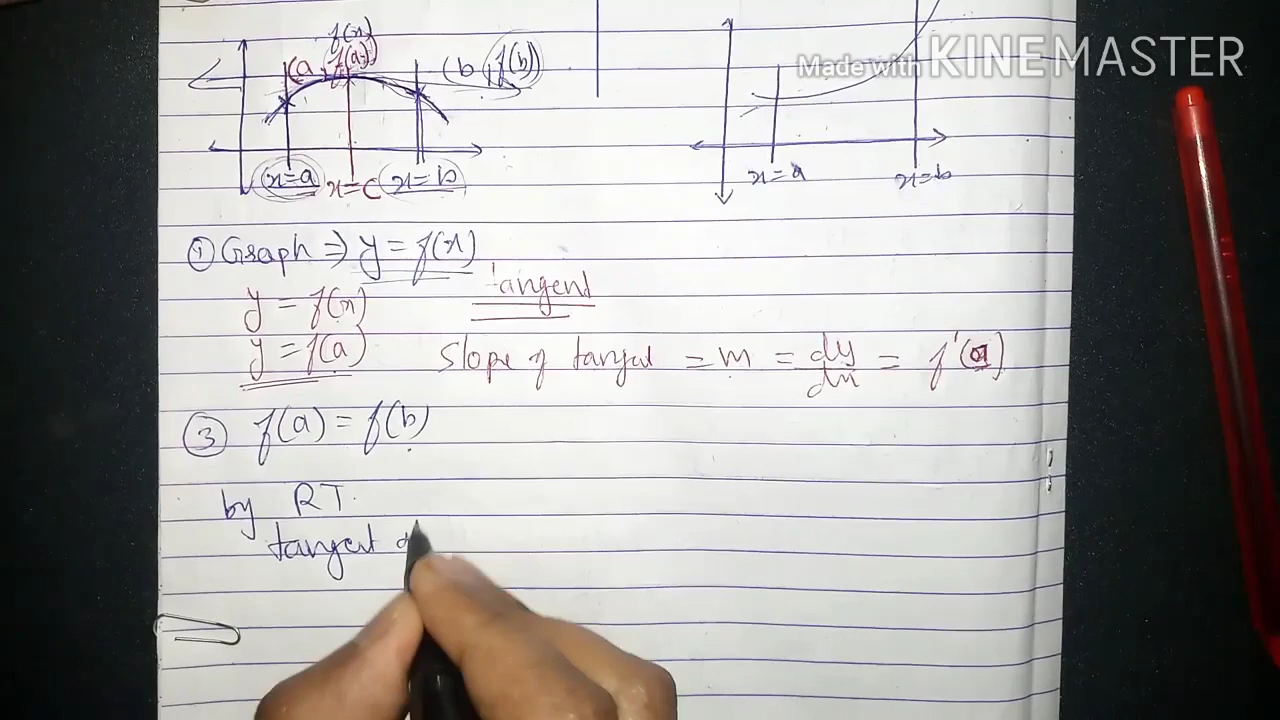 f(x)
(a, f(a))
(b, f(b))
x=a x=c x=b
Made with KINEMASTER
x=a x=b
① Graph ⇒ y = f(x)
y = f(x) tangent
y = f(a) Slope of tangent = m = dy/dx = f'(a)
③ f(a) = f(b)
by RT.
tangent